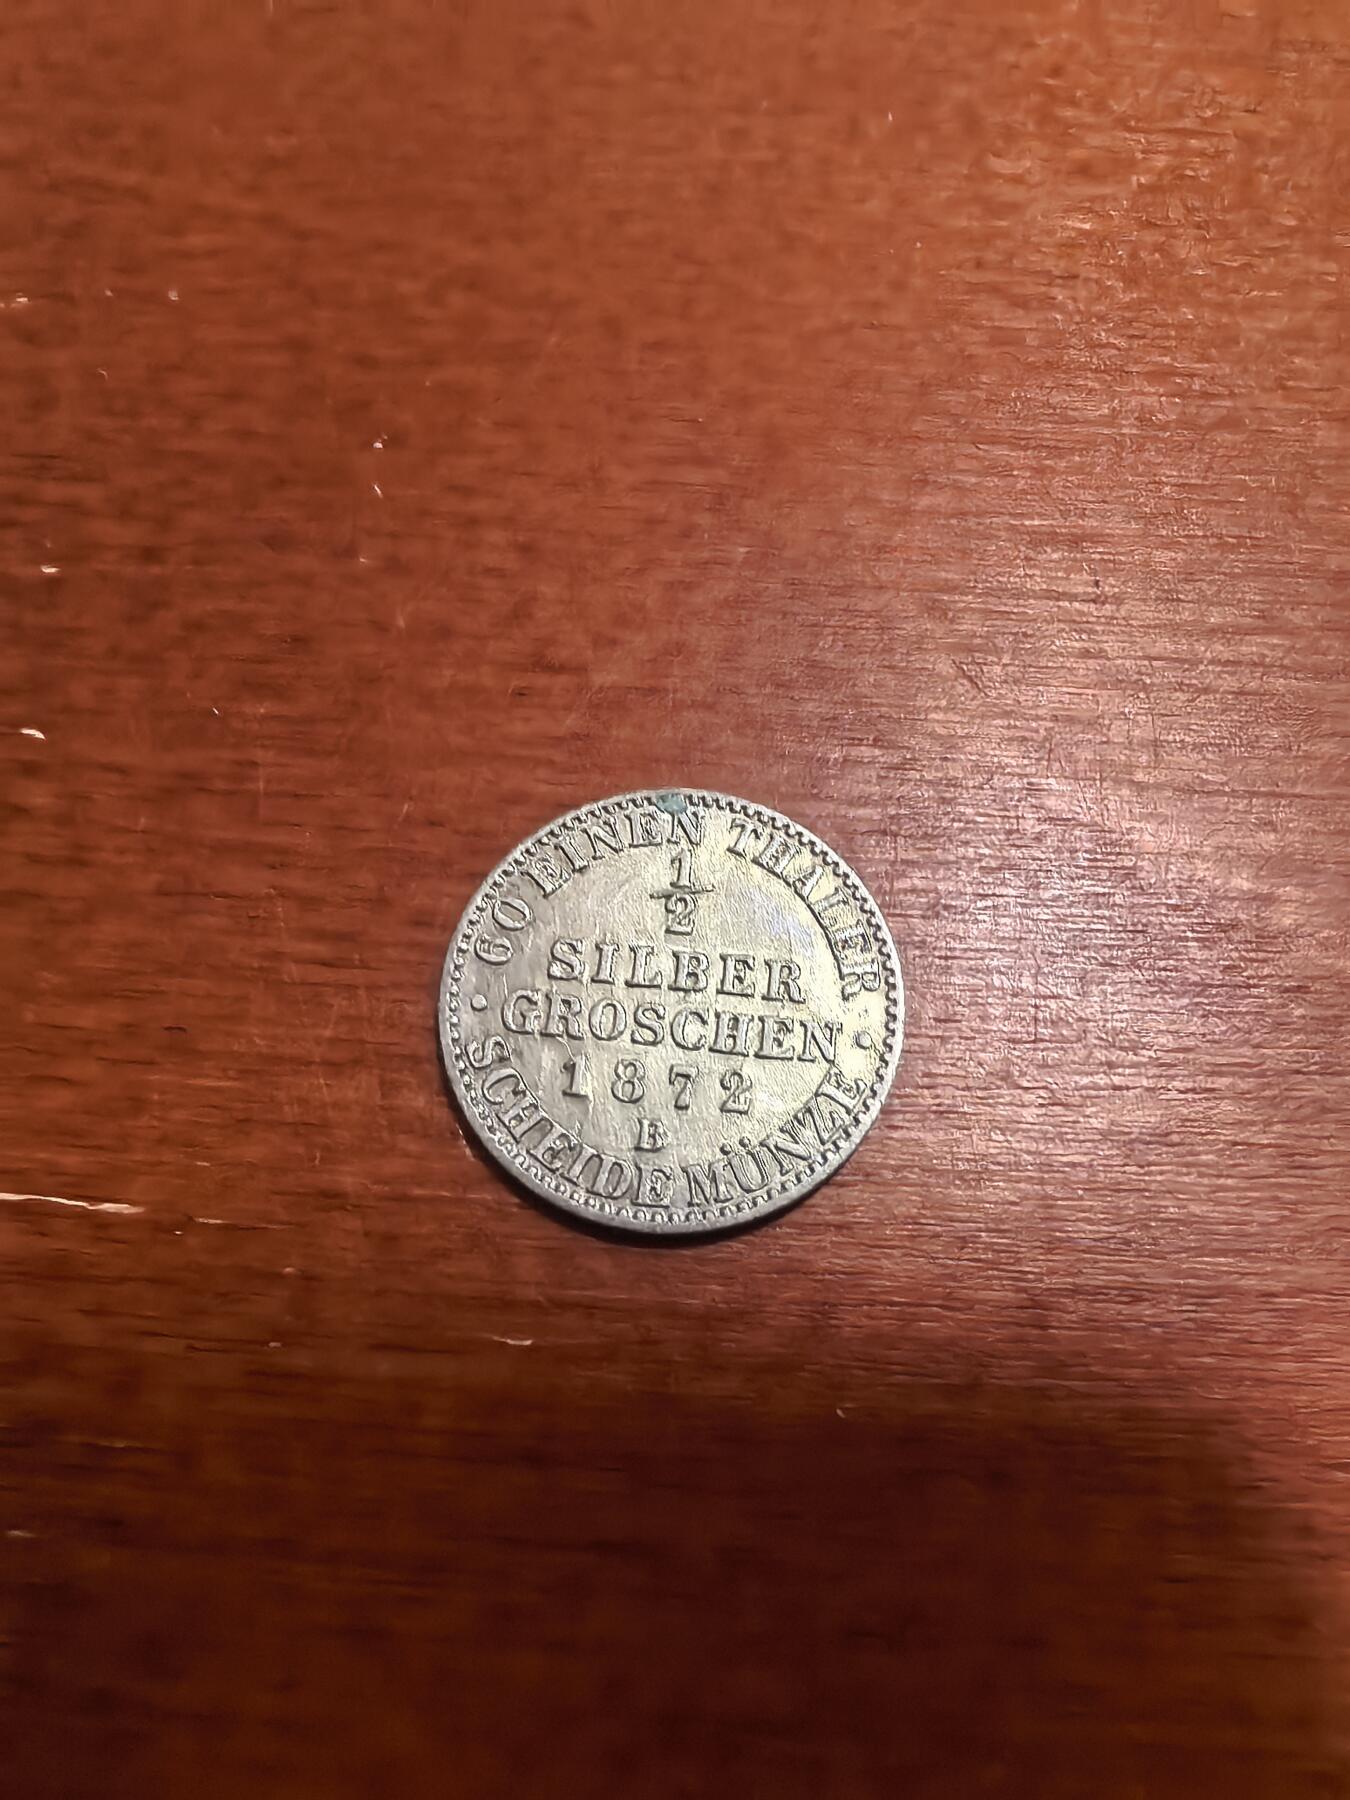 60 EINEN THALER
1
2
SILBER
GROSCHEN
1872
B
SCHEIDE MÜNZE